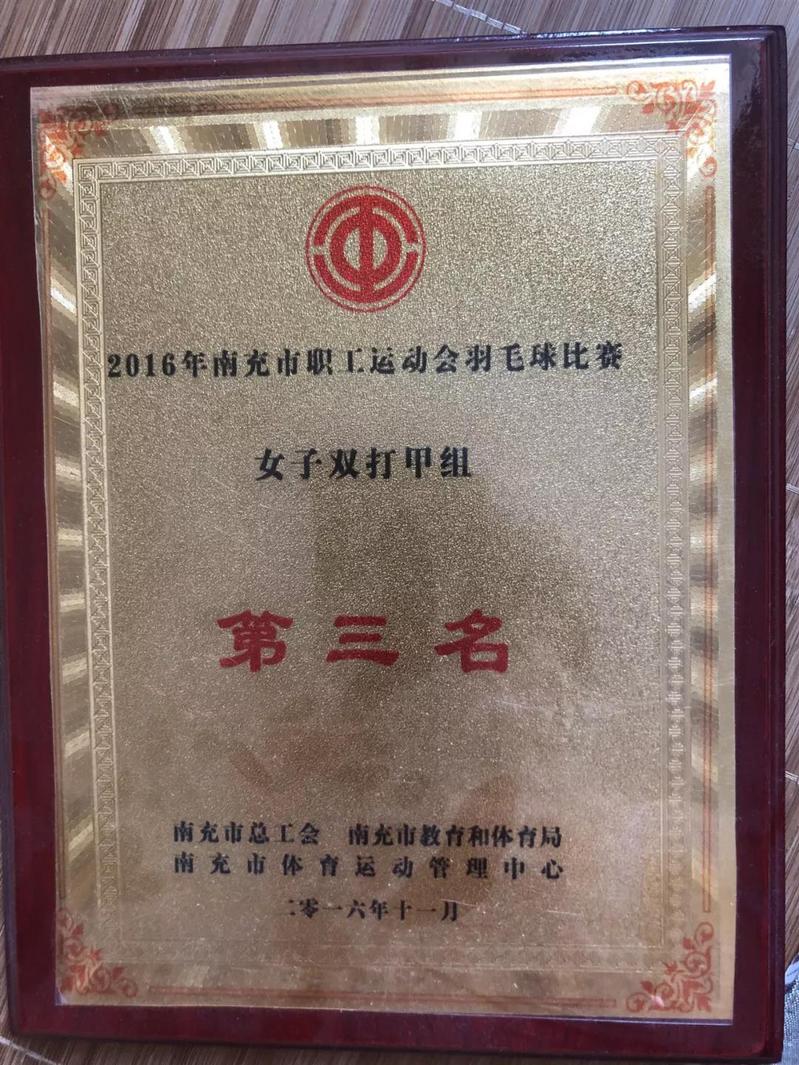 2016年南充市职工运动会羽毛球比赛
女子双打甲组
第三名
南充市总工会 南充市教育和体育局
南充市体育运动管理中心
二零一六年十一月